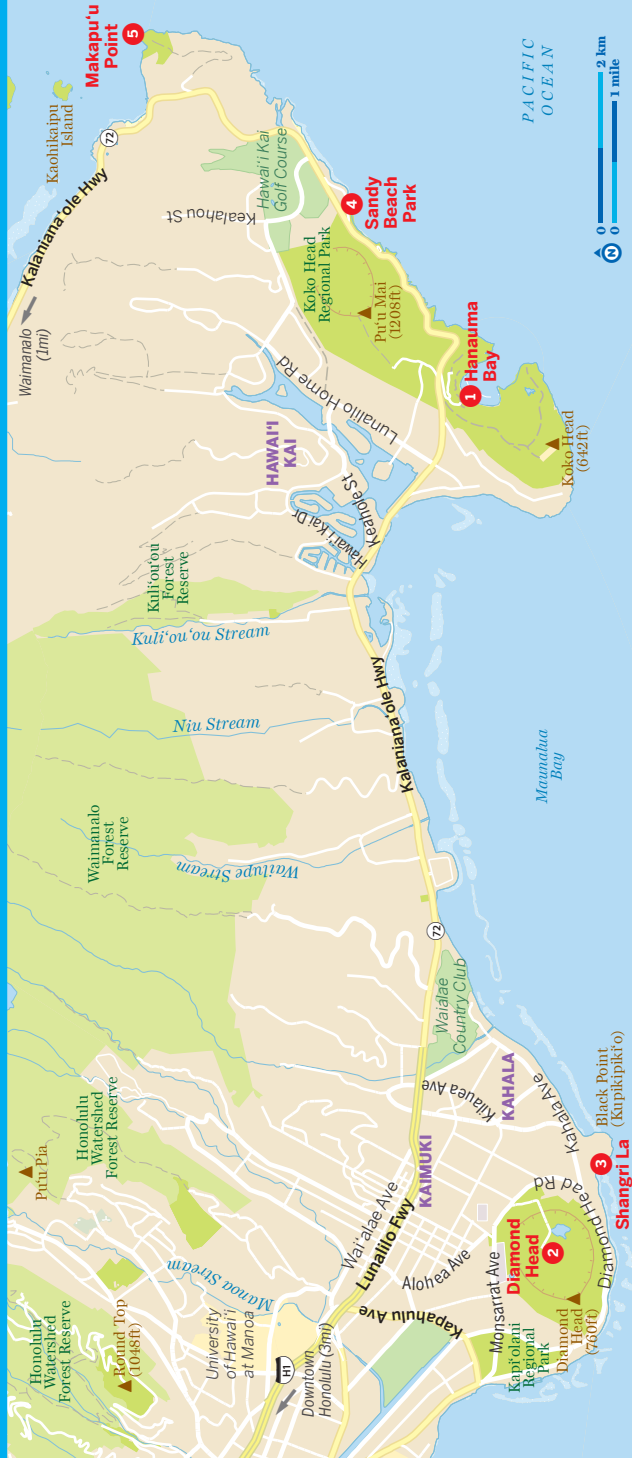 Honolulu
Watershed
Forest Reserve
Round Top
(1048ft)
Pu‘u Pia
Honolulu
Watershed
Forest Reserve
Manoa Stream
University
of Hawai‘i
at Manoa
H1
Downtown
Honolulu (3mi)
Wai‘alae Ave
Lunalilo Fwy
KAIMUKI
Kapahulu Ave
Alohea Ave
Monsarrat Ave
Kapi‘olani
Regional
Park
Diamond
Head
2
Diamond
Head
(760ft)
Diamond Head Rd
3
Shangri La
Black Point
(Kupikipiki‘o)
Kahala Ave
KAHALA
Kilauea Ave
Waialae
Country Club
72
Waimanalo
Forest
Reserve
Wailupe Stream
Niu Stream
Kuli‘ou‘ou Stream
Kuli‘ou‘ou
Forest
Reserve
Kalaniana‘ole Hwy
Maunalua
Bay
Hawai‘i Kai Dr
Keahole St
HAWAI‘I
KAI
Lunalilo Home Rd
Waimanalo
(1mi)
Kalaniana‘ole Hwy
72
Kaohikaipu
Island
Makapu‘u
Point
5
Kealahou St
Hawai‘i Kai
Golf Course
Koko Head
Regional Park
Pu‘u Mai
(1208ft)
4
Sandy
Beach
Park
1
Hanauma
Bay
Koko Head
(642ft)
PACIFIC
OCEAN
N
0 2 km
0 1 mile